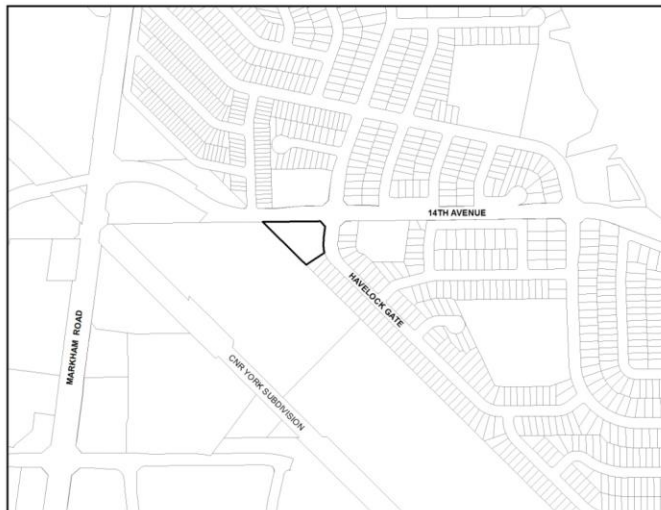 14TH AVENUE
HAVELOCK GATE
MARKHAM ROAD
CNR YORK SUBDIVISION